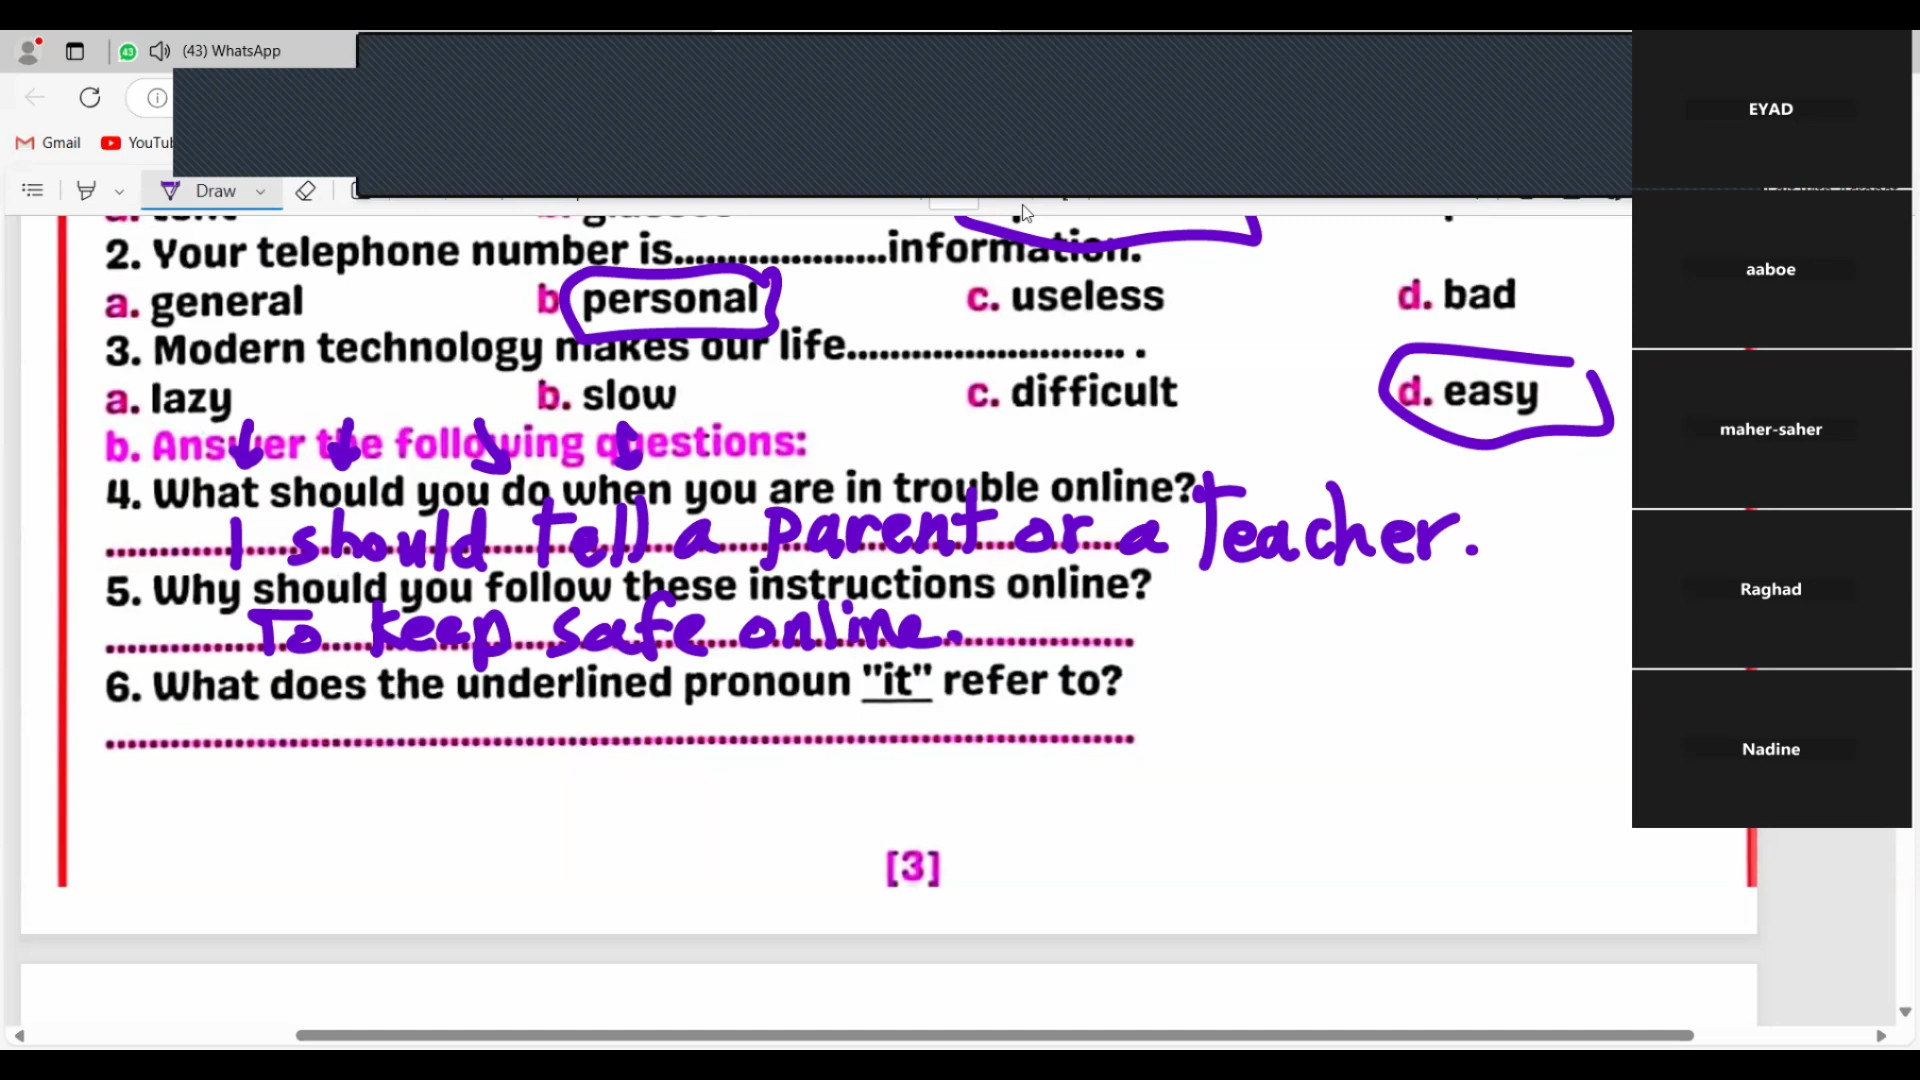 (43) WhatsApp
Gmail YouTub
Draw
2. Your telephone number is...................information.
a. general b. personal c. useless d. bad
3. Modern technology makes our life......................... .
a. lazy b. slow c. difficult d. easy
b. Answer the following questions:
4. What should you do when you are in trouble online?
I should tell a parent or a Teacher.
5. Why should you follow these instructions online?
To keep safe online.
6. What does the underlined pronoun "it" refer to?
[3]
EYAD
aaboe
maher-saher
Raghad
Nadine